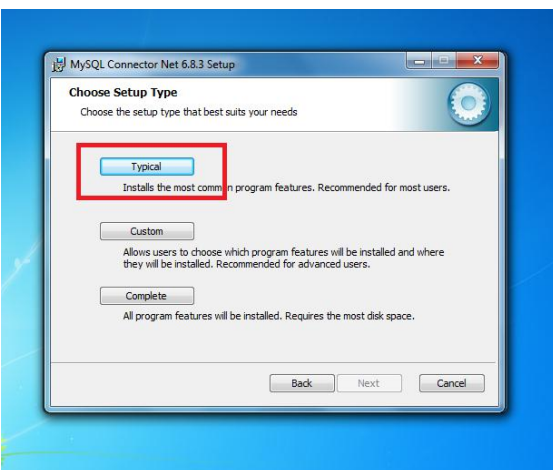 MySQL Connector Net 6.8.3 Setup
Choose Setup Type
Choose the setup type that best suits your needs
Typical
Installs the most common program features. Recommended for most users.
Custom
Allows users to choose which program features will be installed and where
they will be installed. Recommended for advanced users.
Complete
All program features will be installed. Requires the most disk space.
Back Next Cancel